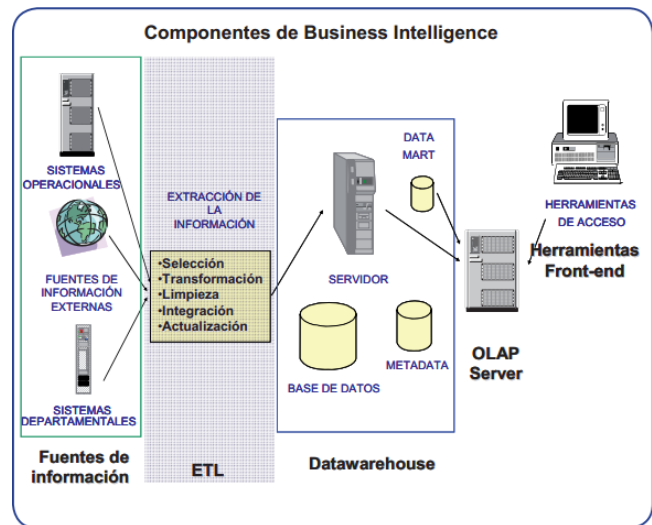 Componentes de Business Intelligence
SISTEMAS
OPERACIONALES
FUENTES DE
INFORMACIÓN
EXTERNAS
SISTEMAS
DEPARTAMENTALES
Fuentes de
información
EXTRACCIÓN DE
LA
INFORMACIÓN
•Selección
•Transformación
•Limpieza
•Integración
•Actualización
ETL
SERVIDOR
DATA
MART
BASE DE DATOS
METADATA
Datawarehouse
OLAP
Server
HERRAMIENTAS
DE ACCESO
Herramientas
Front-end